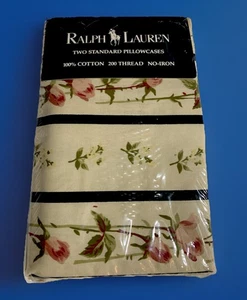 RALPH LAUREN
TWO STANDARD PILLOWCASES
100% COTTON 200 THREAD NO-IRON